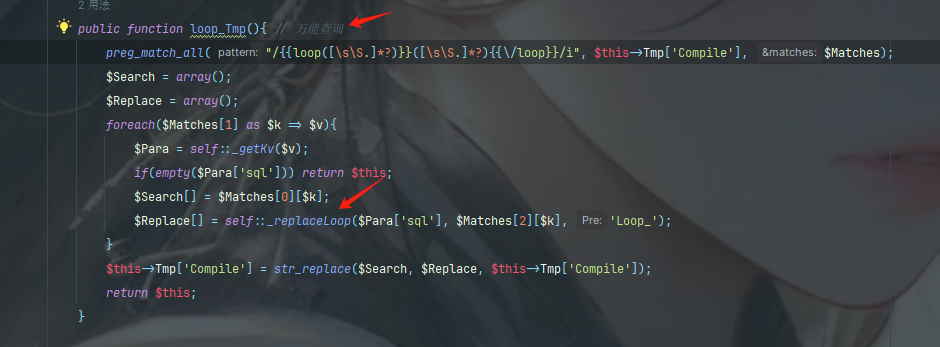 2 用法
public function loop_Tmp(){ // 万能查询
preg_match_all( pattern: "/{{loop([\s\S.]*?)}}([\s\S.]*?){{\/loop}}/i", $this->Tmp['Compile'], &matches: $Matches);
$Search = array();
$Replace = array();
foreach($Matches[1] as $k => $v){
$Para = self::_getKv($v);
if(empty($Para['sql'])) return $this;
$Search[] = $Matches[0][$k];
$Replace[] = self::_replaceLoop($Para['sql'], $Matches[2][$k], Pre: 'Loop_');
}
$this->Tmp['Compile'] = str_replace($Search, $Replace, $this->Tmp['Compile']);
return $this;
}